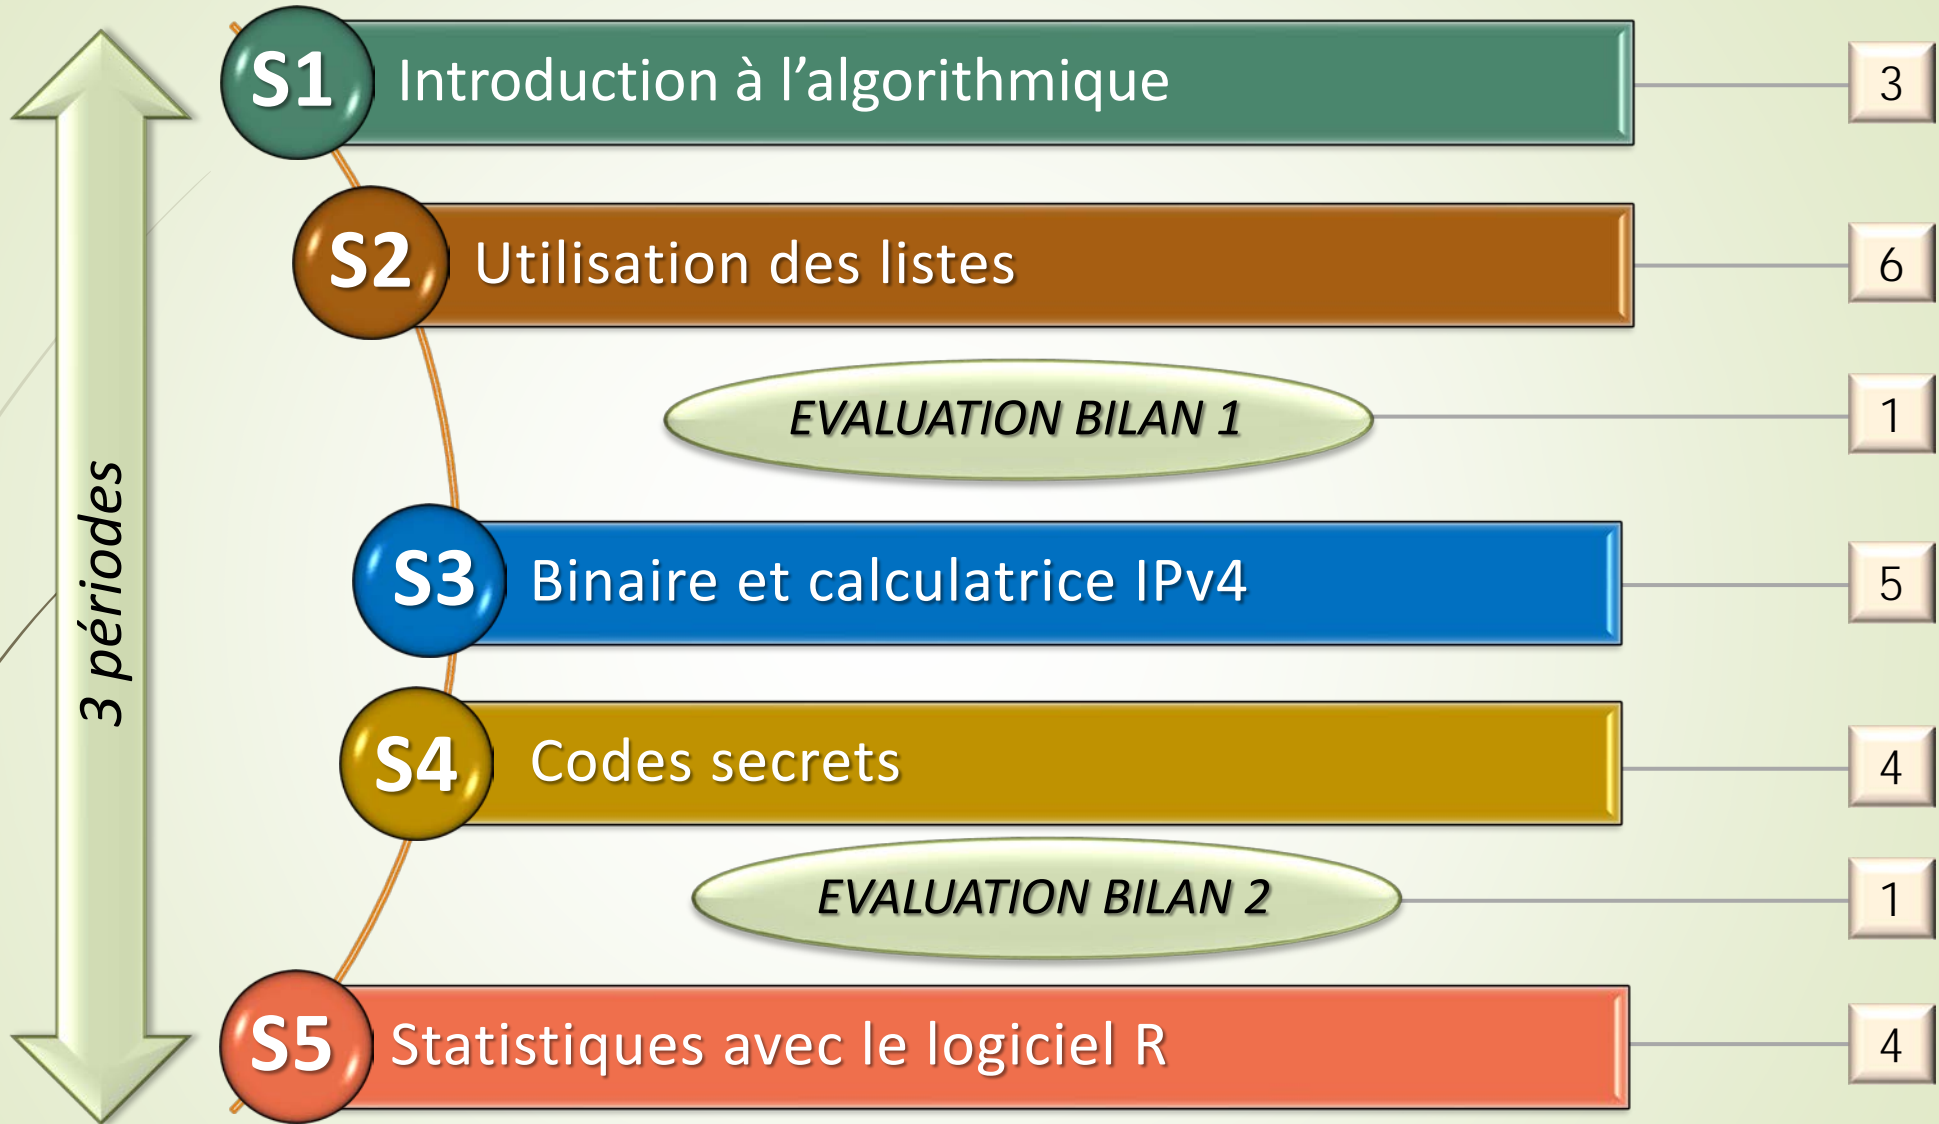 3 périodes
S1 Introduction à l’algorithmique 3
S2 Utilisation des listes 6
EVALUATION BILAN 1 1
S3 Binaire et calculatrice IPv4 5
S4 Codes secrets 4
EVALUATION BILAN 2 1
S5 Statistiques avec le logiciel R 4